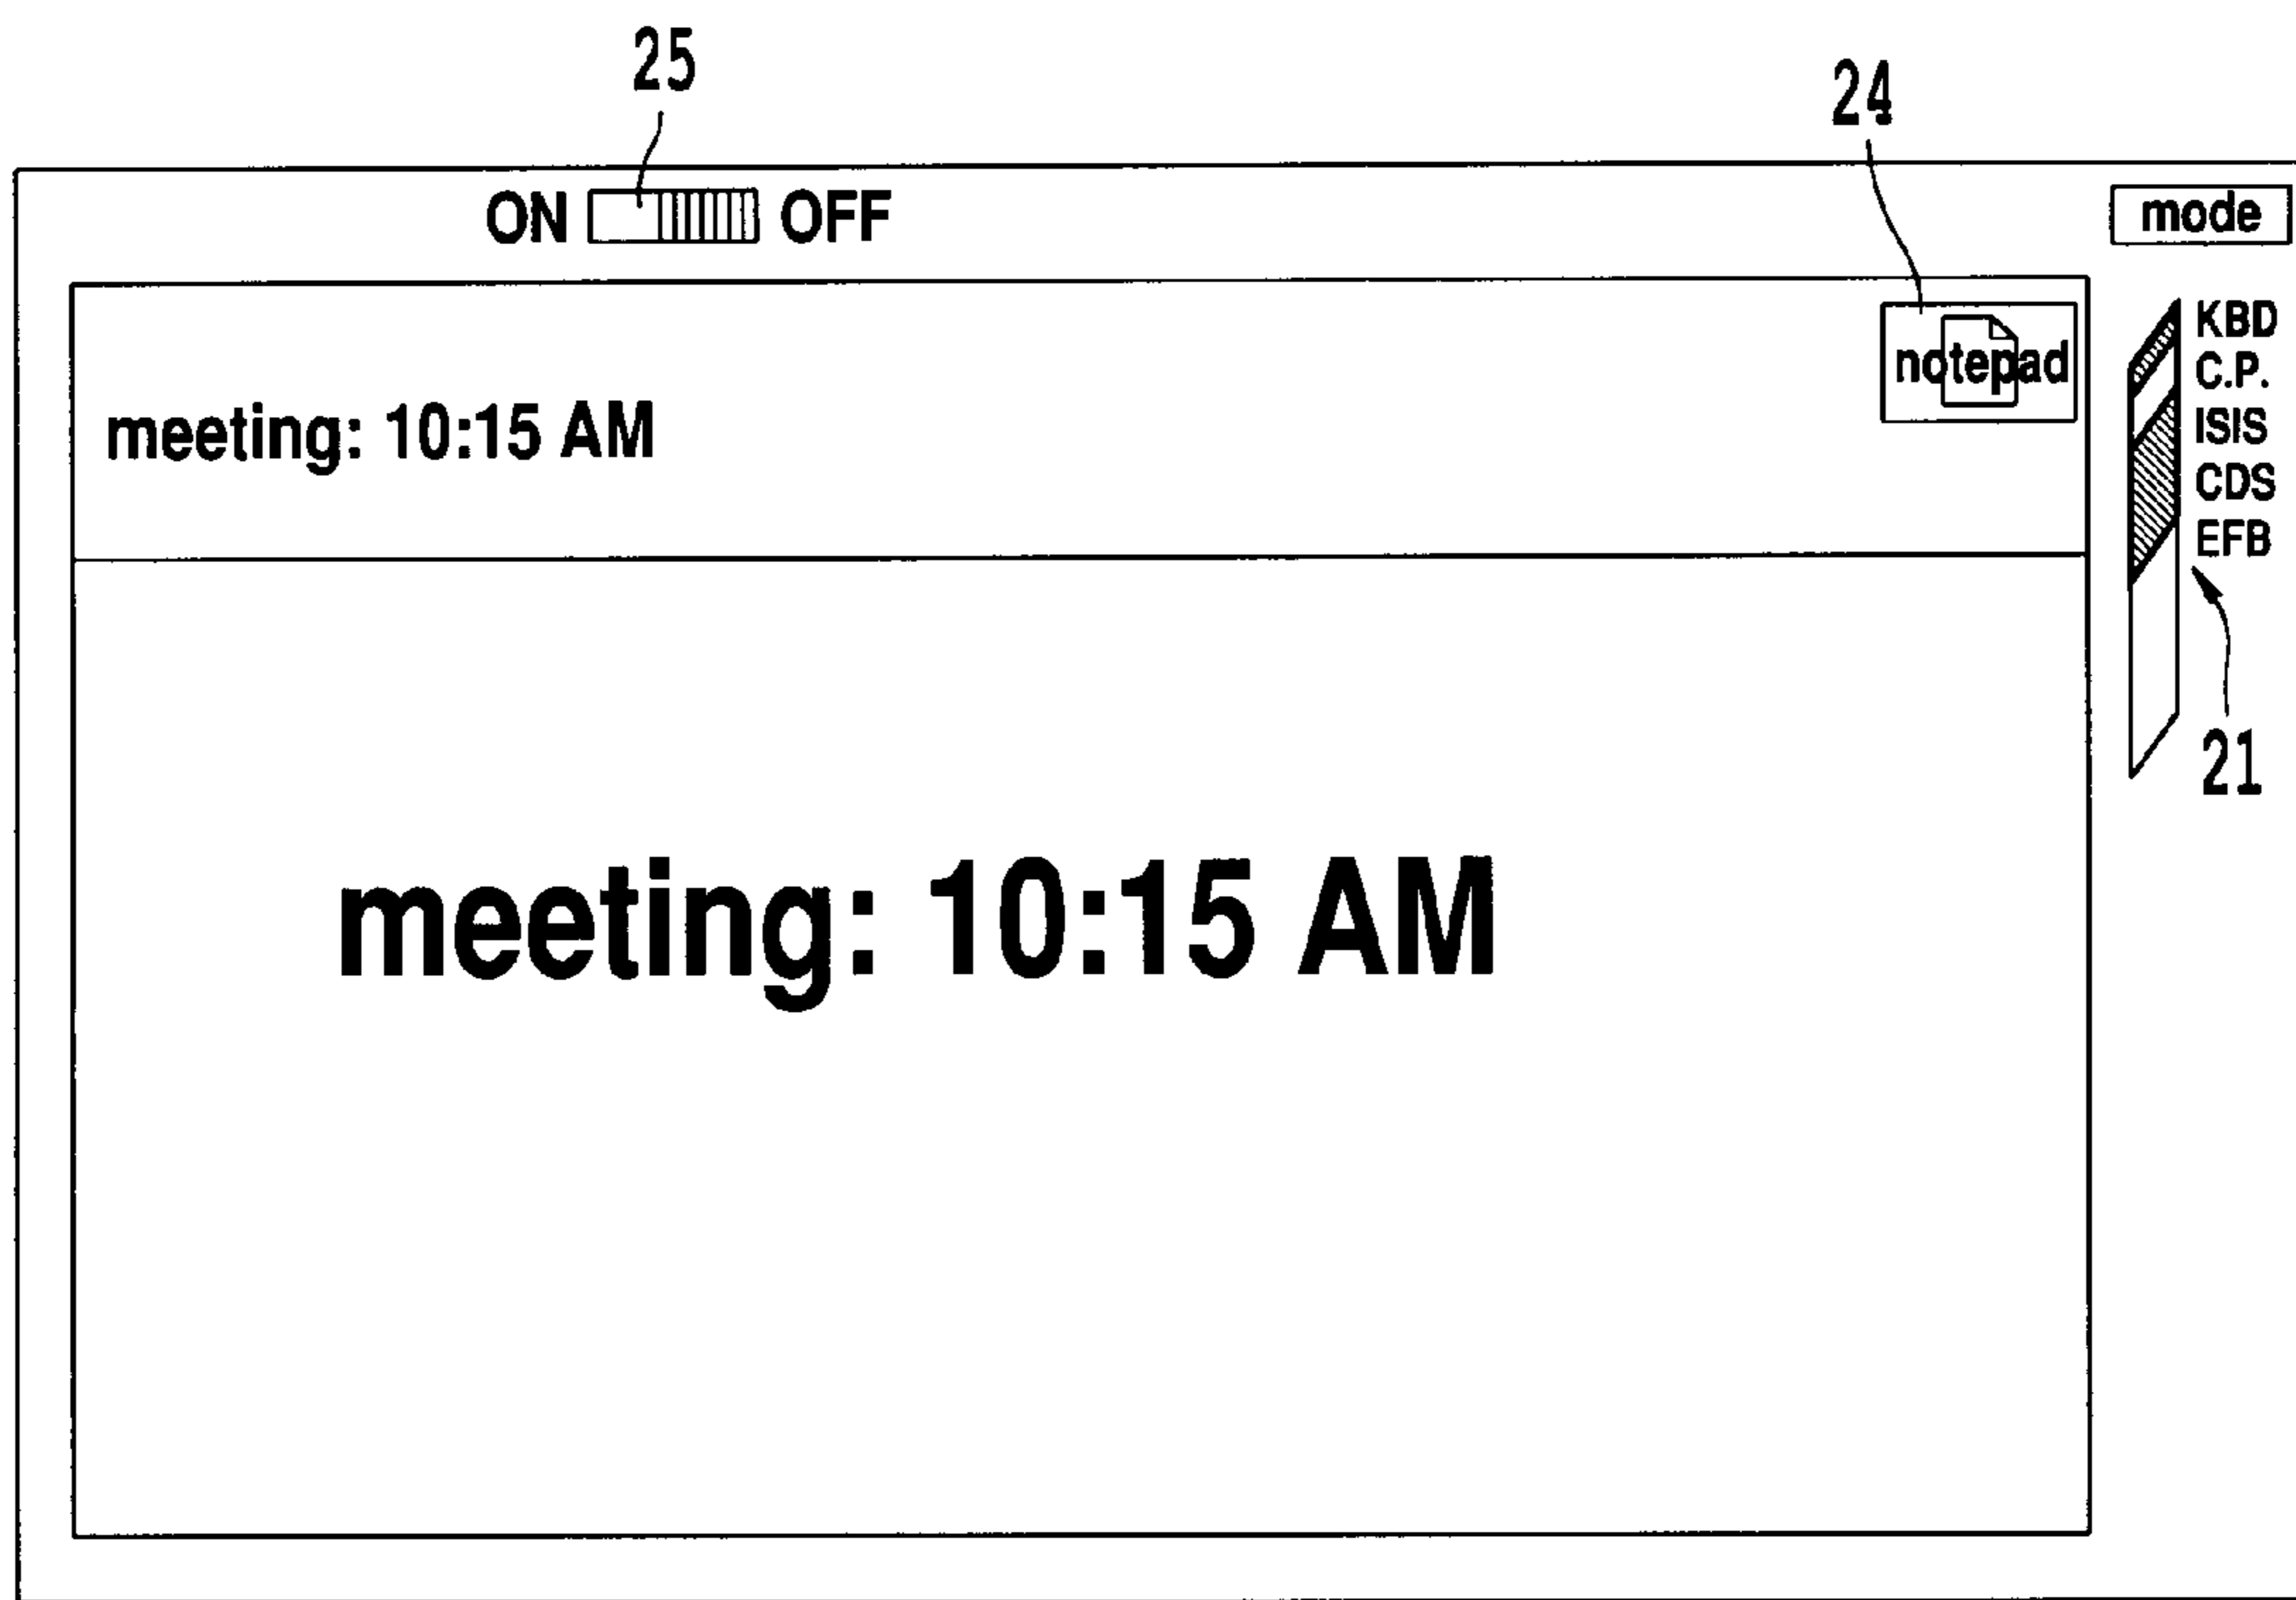 25
24
ON OFF
mode
notepad
meeting: 10:15 AM
KBD
C.P.
ISIS
CDS
EFB
21
meeting: 10:15 AM